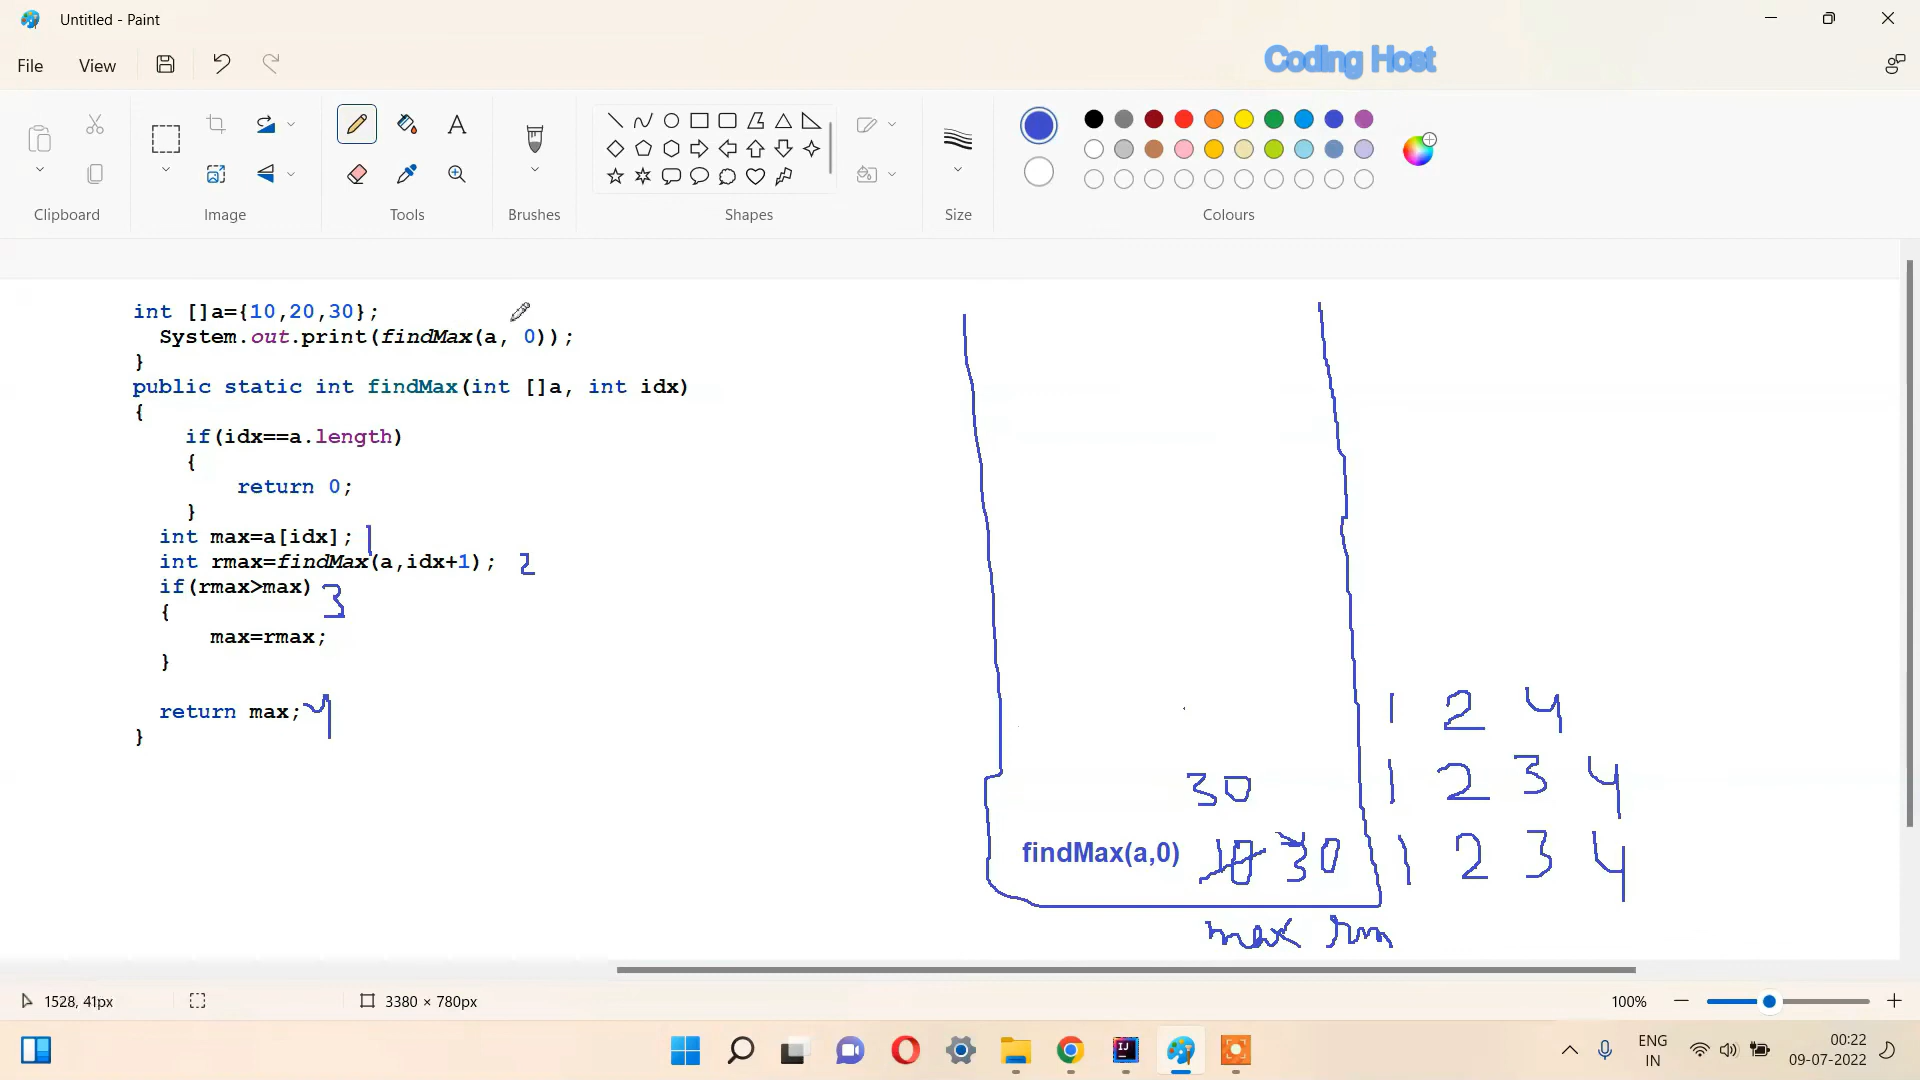 Untitled - Paint
Coding Host
File View
Clipboard Image Tools Brushes Shapes Size Colours
int []a={10,20,30};
System.out.print(findMax(a, 0));
}
public static int findMax(int []a, int idx)
{
if(idx==a.length)
{
return 0;
}
int max=a[idx]; 1
int rmax=findMax(a,idx+1); 2
if(rmax>max) 3
{
max=rmax;
}
return max; 4
}
1 2 4
30 1 2 3 4
findMax(a,0) 10 30 1 2 3 4
max rm
1528, 41px 3380 × 780px 100%
ENG
IN
00:22
09-07-2022